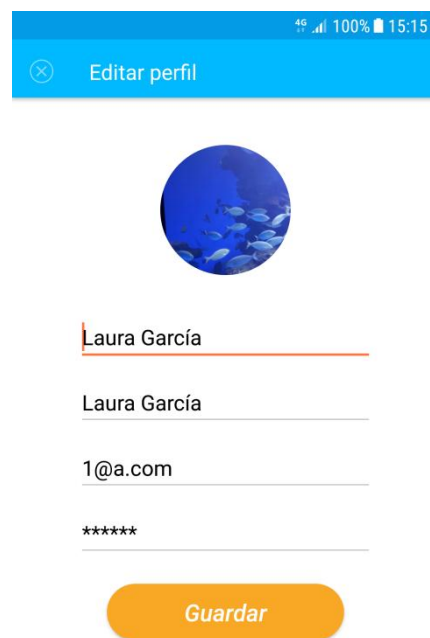 4G 100% 15:15
Editar perfil
Laura García
Laura García
1@a.com
******
Guardar